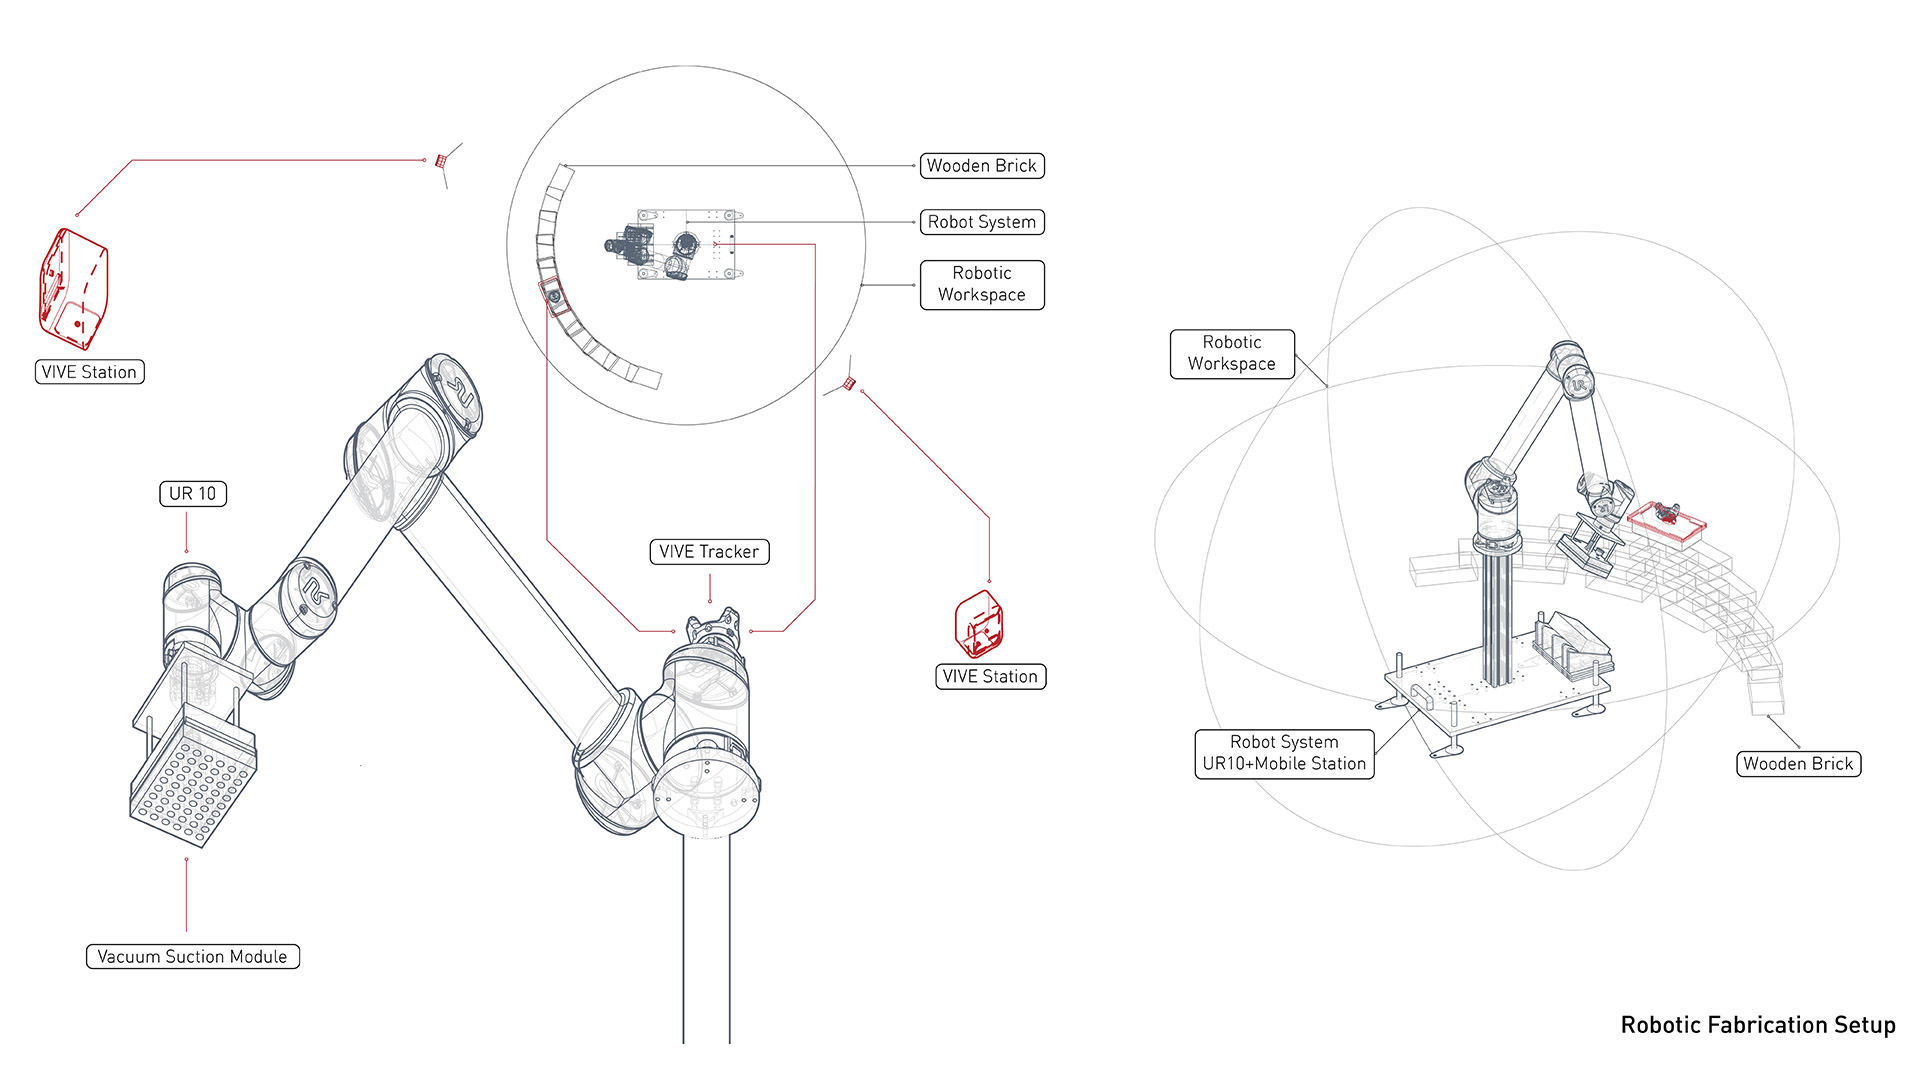 Wooden Brick
Robot System
Robotic
Workspace
VIVE Station
UR 10
VIVE Tracker
VIVE Station
Vacuum Suction Module
Robotic
Workspace
Robot System
UR10+Mobile Station
Wooden Brick
Robotic Fabrication Setup